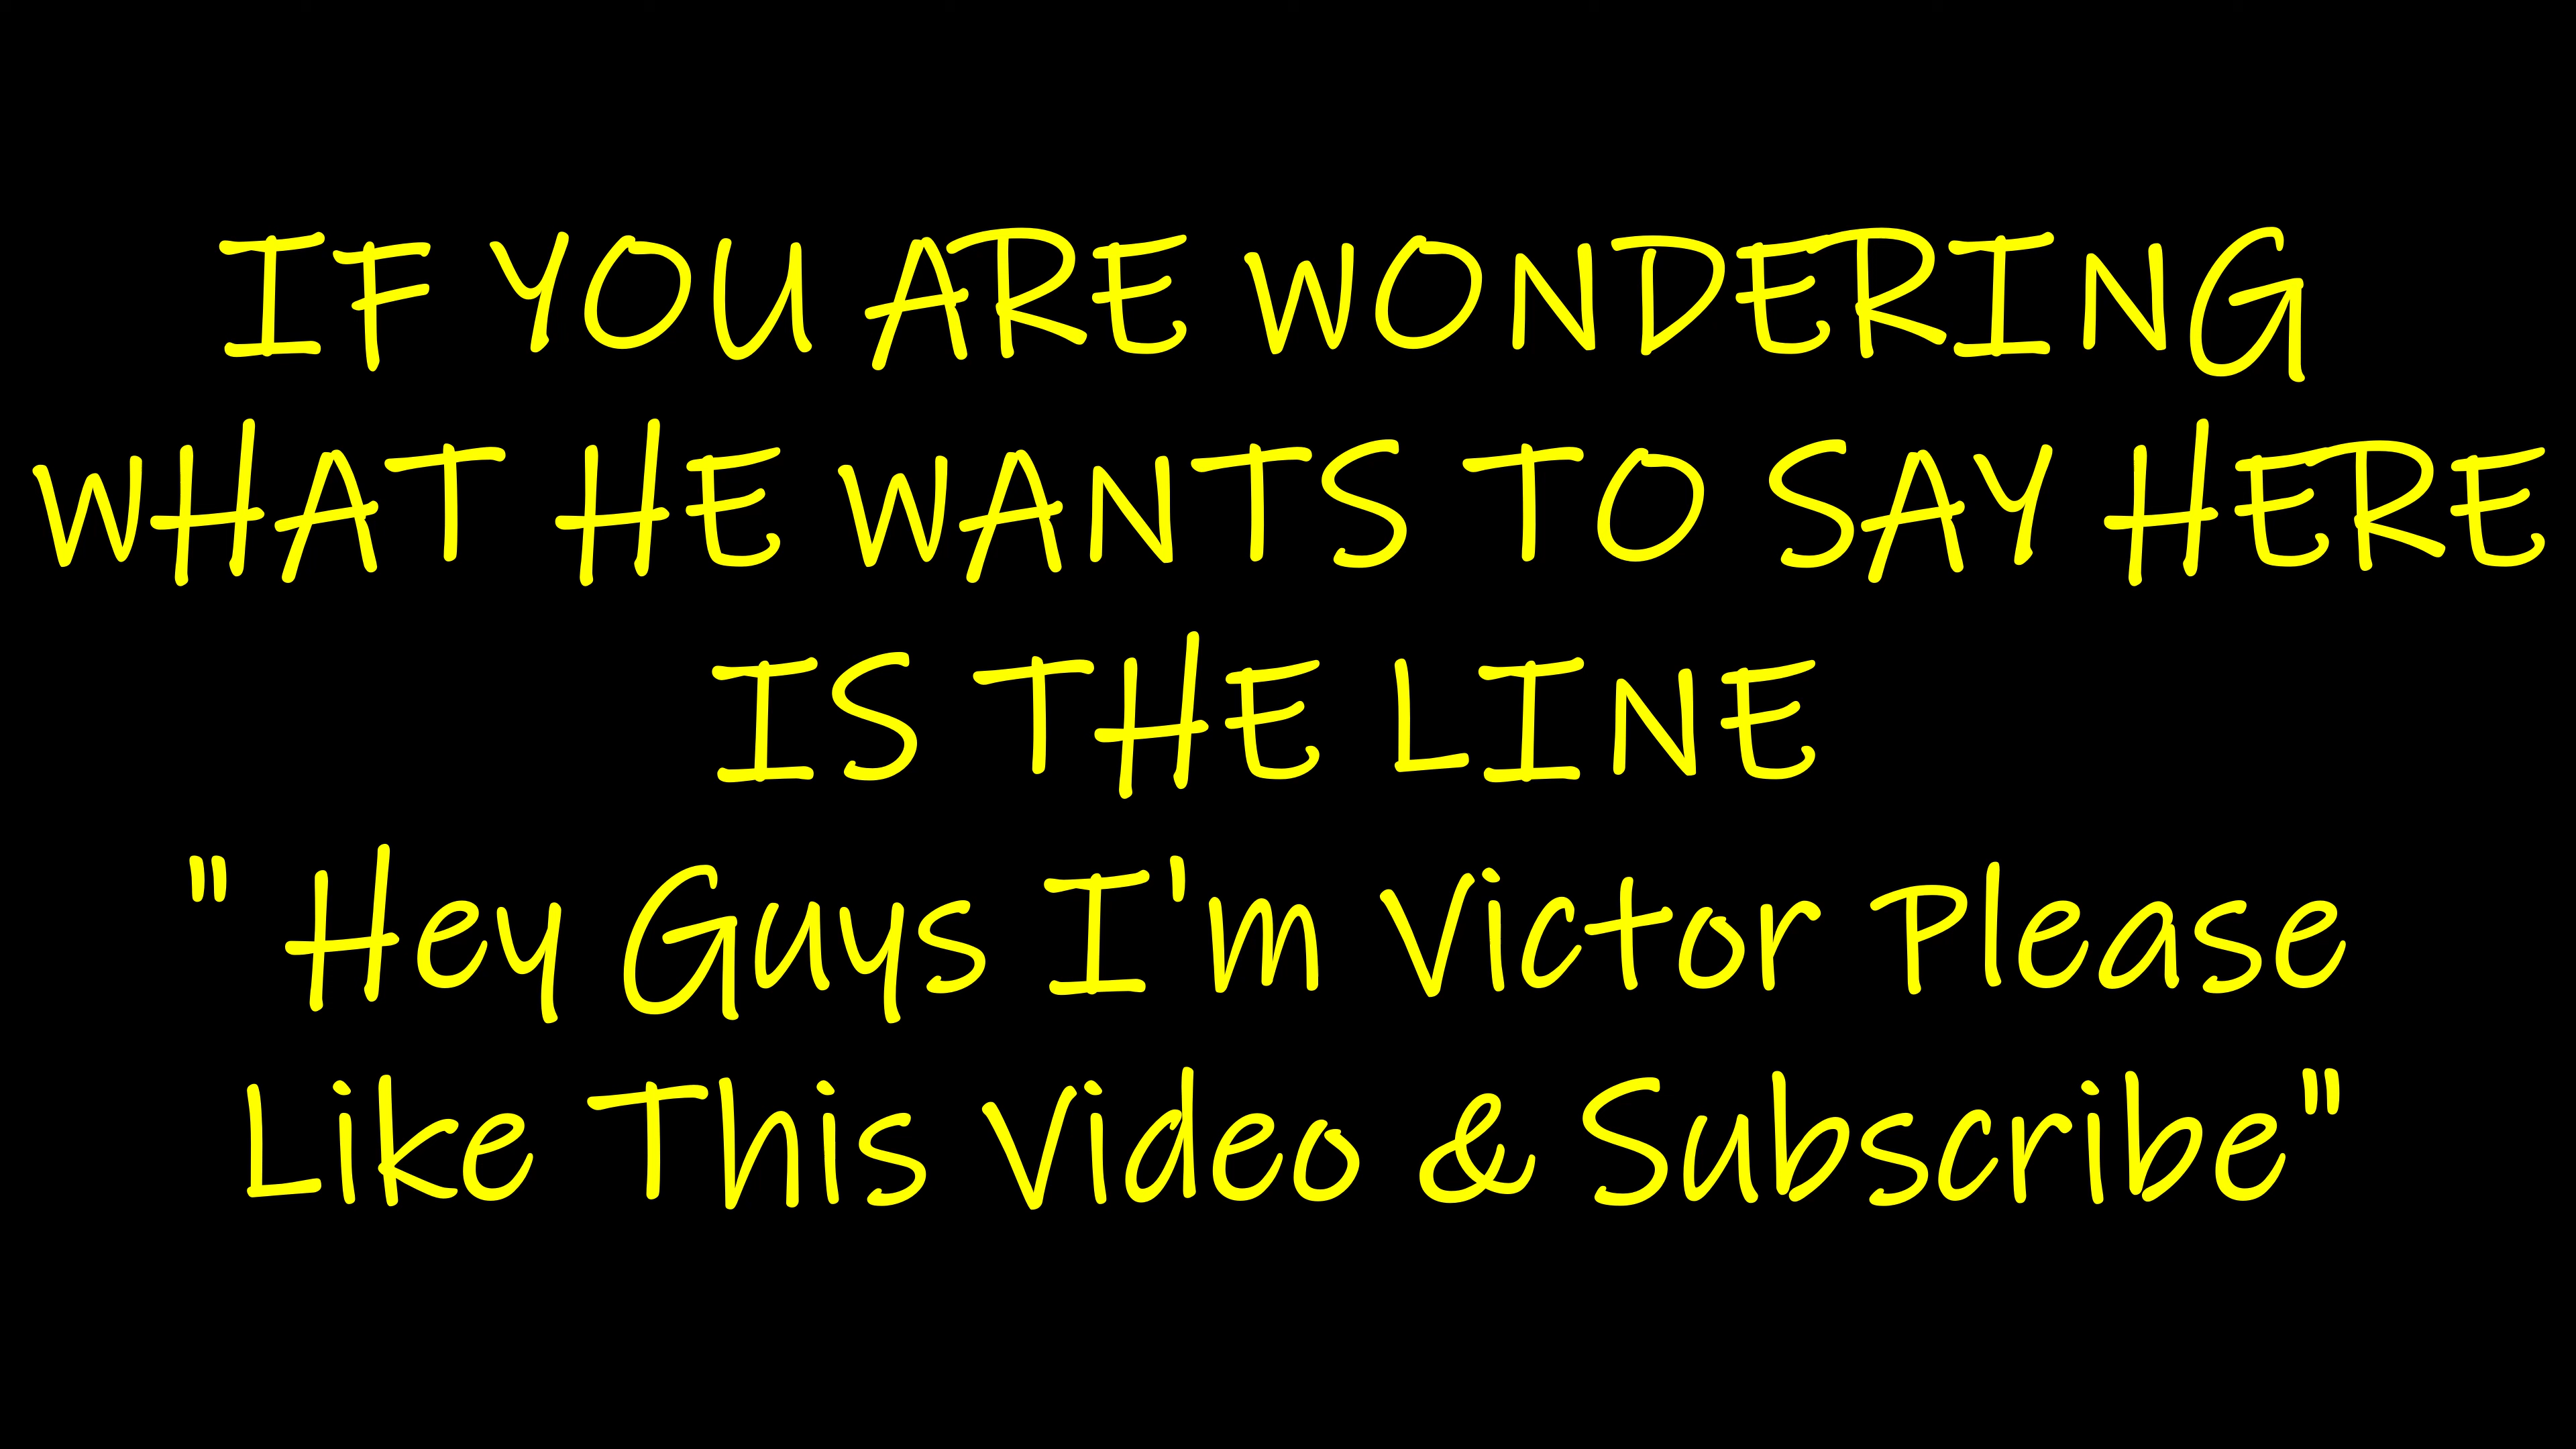 IF YOU ARE WONDERING
WHAT HE WANTS TO SAY HERE
IS THE LINE
" Hey Guys I'm Victor Please
Like This Video & Subscribe"